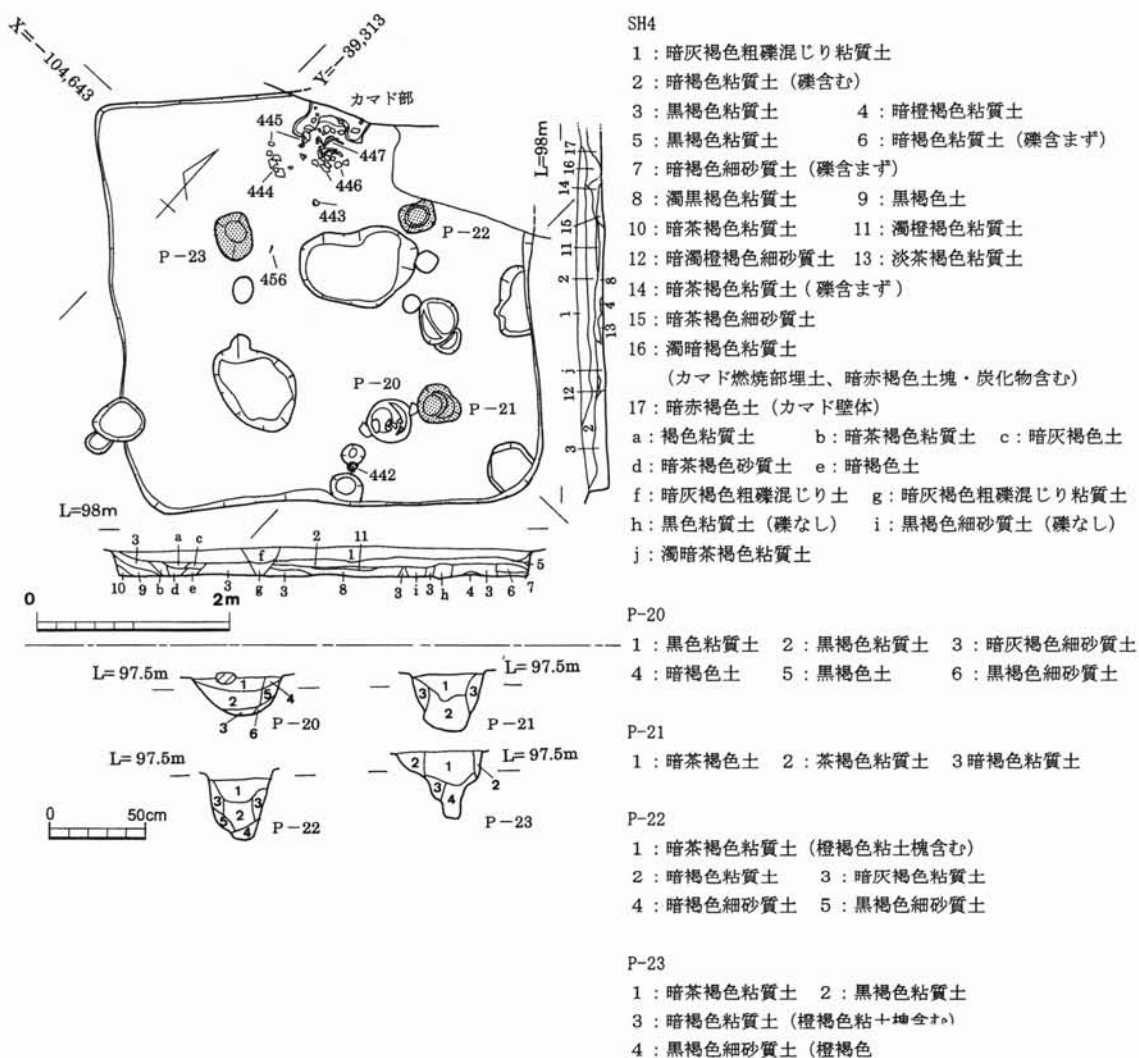 X=-104,643
Y=-39,313
カマド部
445
447
444
446
443
P-22
P-23
456
P-20
P-21
442
L=98m
17
16
14
15
11
2
1
j
12
2
3
8
4
13
L=98m
3 a c f 2 11 1 5
10 9 b d e 3 g 3 8 3 i 3 h 4 3 6 7
0 2m
L=97.5m
1
2
5
4
3
6
P-20
L=97.5m
3 1 3
2
P-21
L=97.5m
1
3 2 3
5
4
P-22
L=97.5m
2 1
3
4
2
P-23
0 50cm
SH4
1:暗灰褐色粗礫混じり粘質土
2:暗褐色粘質土(礫含む)
3:黒褐色粘質土 4:暗橙褐色粘質土
5:黒褐色粘質土 6:暗褐色粘質土(礫含まず)
7:暗褐色細砂質土(礫含まず)
8:濁黒褐色粘質土 9:黒褐色土
10:暗茶褐色粘質土 11:濁橙褐色粘質土
12:暗濁橙褐色細砂質土 13:淡茶褐色粘質土
14:暗茶褐色粘質土(礫含まず)
15:暗茶褐色細砂質土
16:濁暗褐色粘質土
(カマド燃焼部埋土、暗赤褐色土塊・炭化物含む)
17:暗赤褐色土(カマド壁体)
a:褐色粘質土 b:暗茶褐色粘質土 c:暗灰褐色土
d:暗茶褐色砂質土 e:暗褐色土
f:暗灰褐色粗礫混じり土 g:暗灰褐色粗礫混じり粘質土
h:黒色粘質土(礫なし) i:黒褐色細砂質土(礫なし)
j:濁暗茶褐色粘質土
P-20
1:黒色粘質土 2:黒褐色粘質土 3:暗灰褐色細砂質土
4:暗褐色土 5:黒褐色土 6:黒褐色細砂質土
P-21
1:暗茶褐色土 2:茶褐色粘質土 3暗褐色粘質土
P-22
1:暗茶褐色粘質土(橙褐色粘土塊含む)
2:暗褐色粘質土 3:暗灰褐色粘質土
4:暗褐色細砂質土 5:黒褐色細砂質土
P-23
1:暗茶褐色粘質土 2:黒褐色粘質土
3:暗褐色粘質土(橙褐色粘土塊含む)
4:黒褐色細砂質土(橙褐色